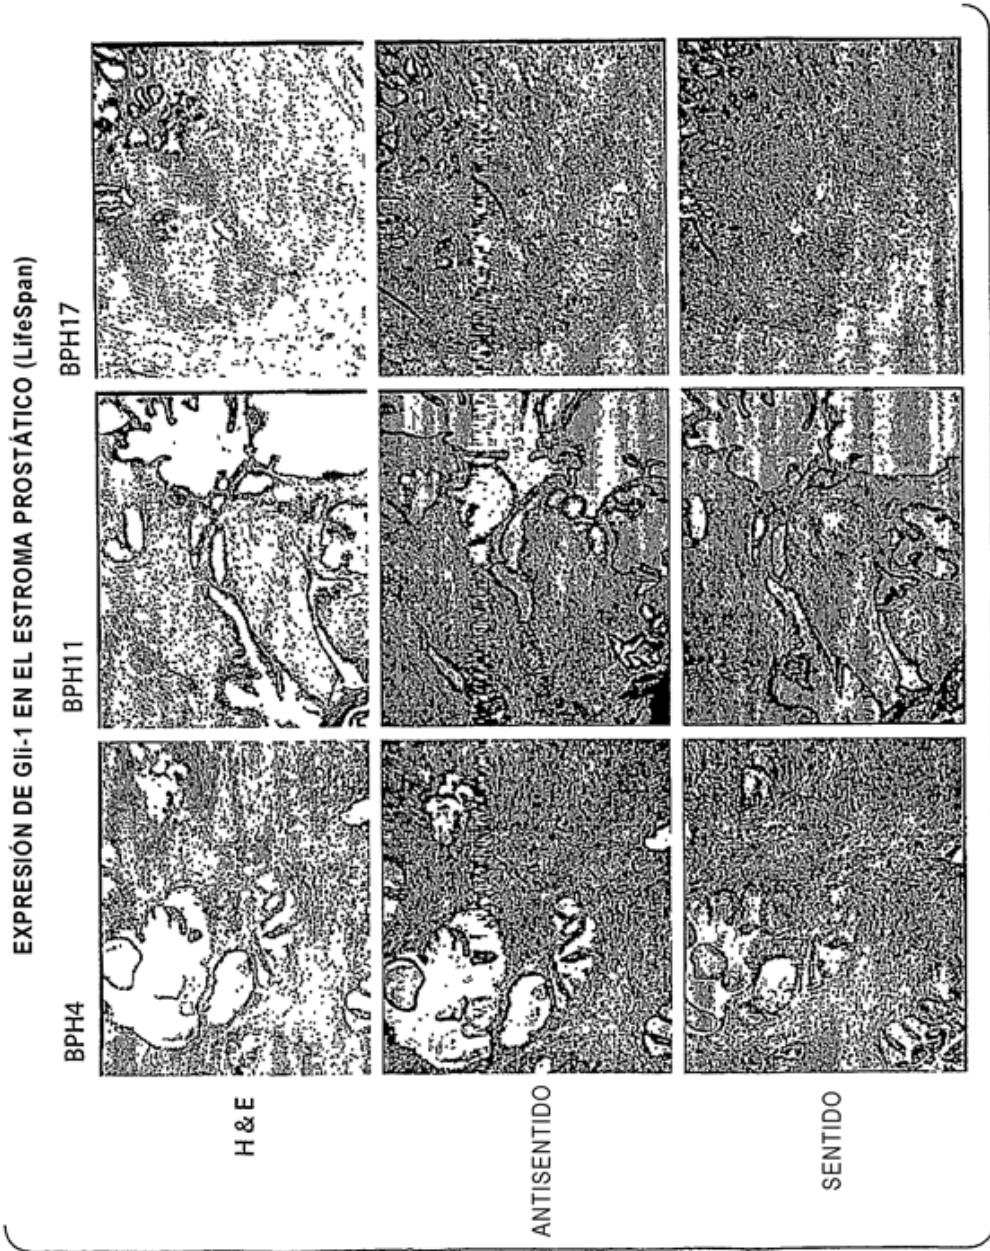 EXPRESIÓN DE Gli-1 EN EL ESTROMA PROSTÁTICO (LifeSpan)
BPH4
BPH11
BPH17
H & E
ANTISENTIDO
SENTIDO